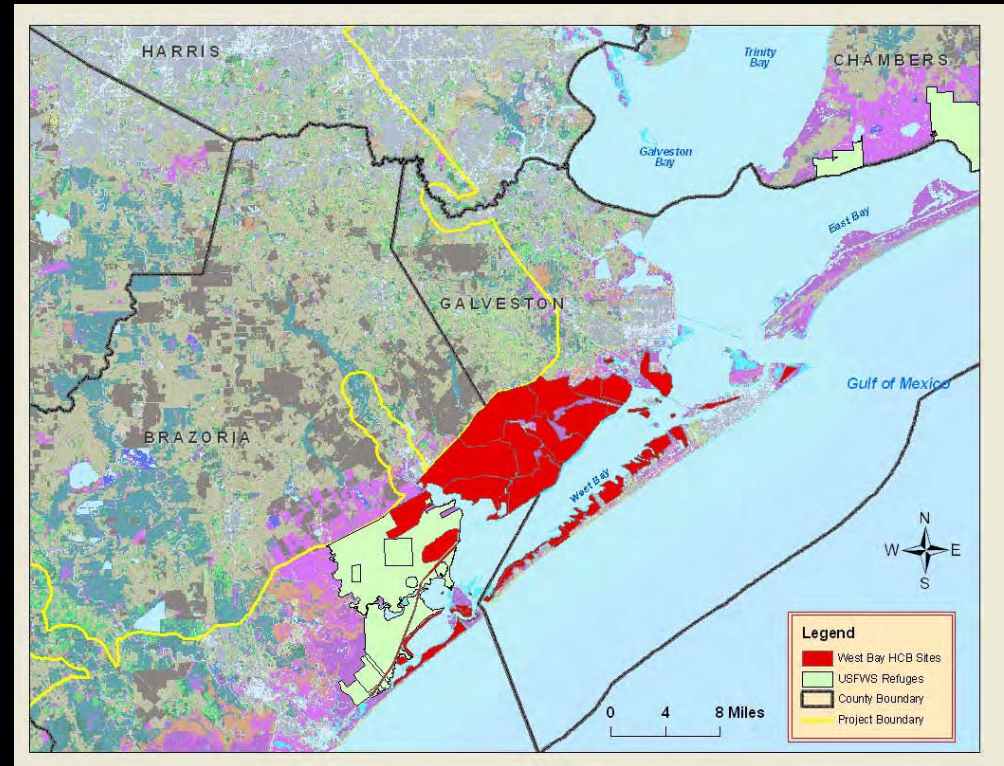 HARRIS
Trinity
Bay
CHAMBERS
Galveston
Bay
East Bay
GALVESTON
Gulf of Mexico
BRAZORIA
West Bay
N
W E
S
Legend
West Bay HCB Sites
USFWS Refuges
County Boundary
Project Boundary
0 4 8 Miles